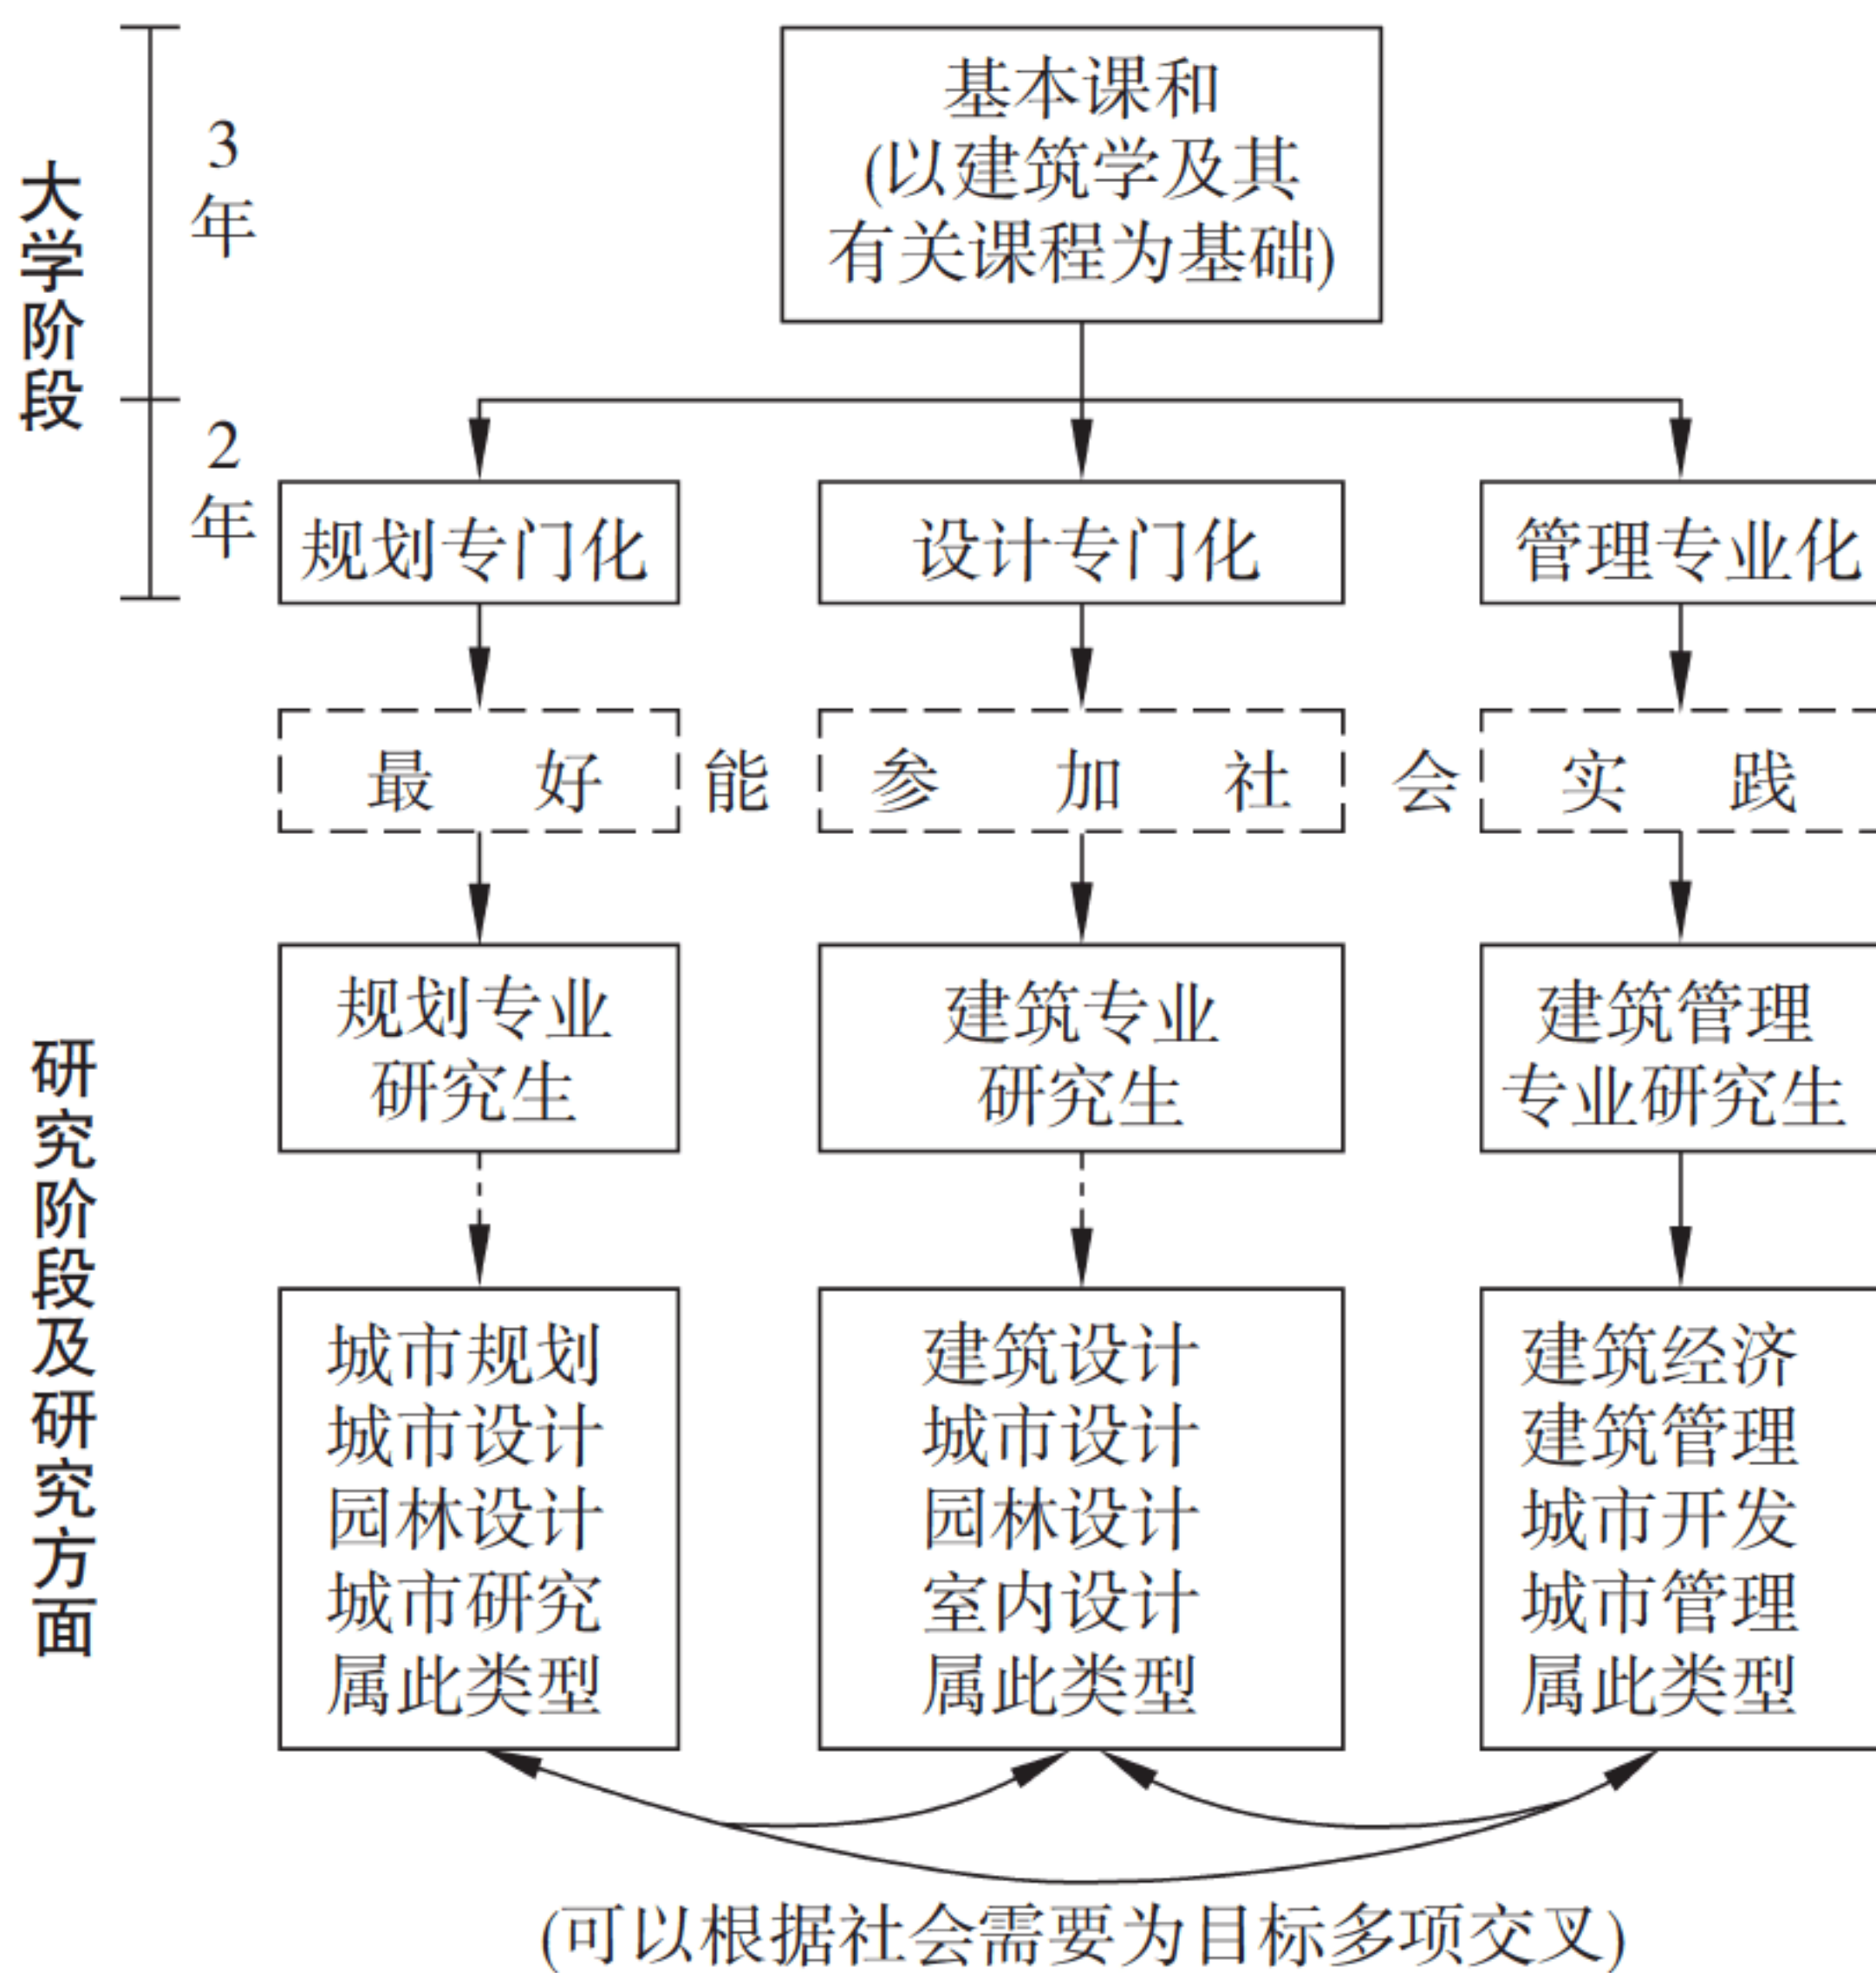 大学阶段
3年
2年
基本课和
(以建筑学及其
有关课程为基础)
规划专门化
设计专门化
管理专业化
最好能参加社会实践
研究阶段及研究方面
规划专业
研究生
建筑专业
研究生
建筑管理
专业研究生
城市规划
城市设计
园林设计
城市研究
属此类型
建筑设计
城市设计
园林设计
室内设计
属此类型
建筑经济
建筑管理
城市开发
城市管理
属此类型
(可以根据社会需要为目标多项交叉)